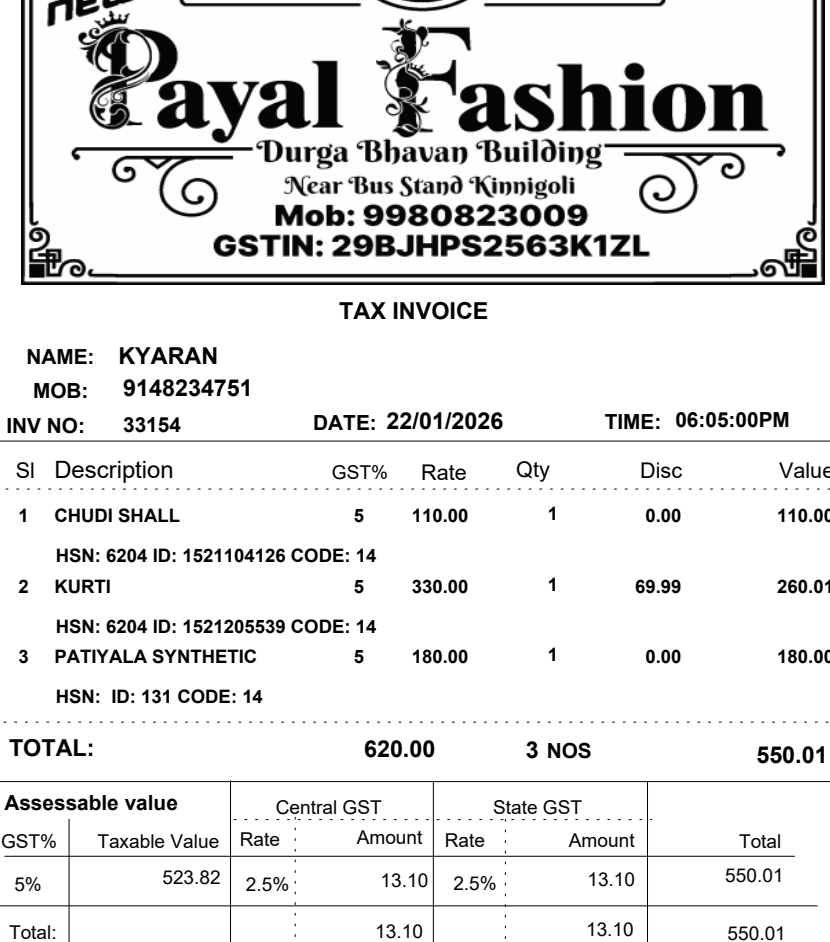 new
Payal Fashion
Durga Bhavan Building
Near Bus Stand Kinnigoli
Mob: 9980823009
GSTIN: 29BJHPS2563K1ZL
TAX INVOICE
NAME: KYARAN
MOB: 9148234751
INV NO: 33154 DATE: 22/01/2026 TIME: 06:05:00PM
Sl Description GST% Rate Qty Disc Value
1 CHUDI SHALL 5 110.00 1 0.00 110.00
HSN: 6204 ID: 1521104126 CODE: 14
2 KURTI 5 330.00 1 69.99 260.01
HSN: 6204 ID: 1521205539 CODE: 14
3 PATIYALA SYNTHETIC 5 180.00 1 0.00 180.00
HSN: ID: 131 CODE: 14
TOTAL: 620.00 3 NOS 550.01
Assessable value Central GST State GST
GST% Taxable Value Rate Amount Rate Amount Total
5% 523.82 2.5% 13.10 2.5% 13.10 550.01
Total: 13.10 13.10 550.01